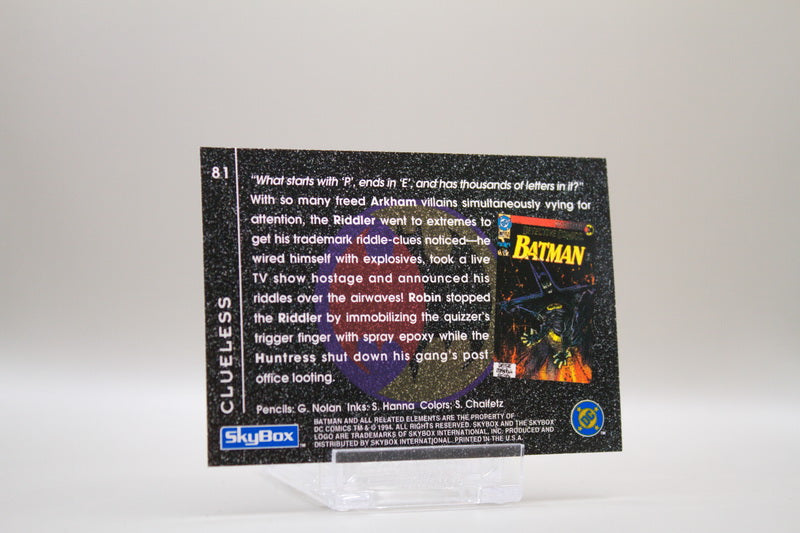 81
CLUELESS
"What starts with 'P', ends in 'E', and has thousands of letters in it?"
With so many freed Arkham villains simultaneously vying for
attention, the Riddler went to extremes to
get his trademark riddle-clues noticed—he
wired himself with explosives, took a live
TV show hostage and announced his
riddles over the airwaves! Robin stopped
the Riddler by immobilizing the quizzer's
trigger finger with spray epoxy while the
Huntress shut down his gang's post
office looting.
BATMAN
Pencils: G. Nolan Inks: S. Hanna Colors: S. Chaifetz
BATMAN AND ALL RELATED ELEMENTS ARE THE PROPERTY OF
DC COMICS TM & © 1994. ALL RIGHTS RESERVED. SKYBOX AND THE SKYBOX
LOGO ARE TRADEMARKS OF SKYBOX INTERNATIONAL, INC. PRODUCED AND
DISTRIBUTED BY SKYBOX INTERNATIONAL. PRINTED IN THE U.S.A.
SkyBox™